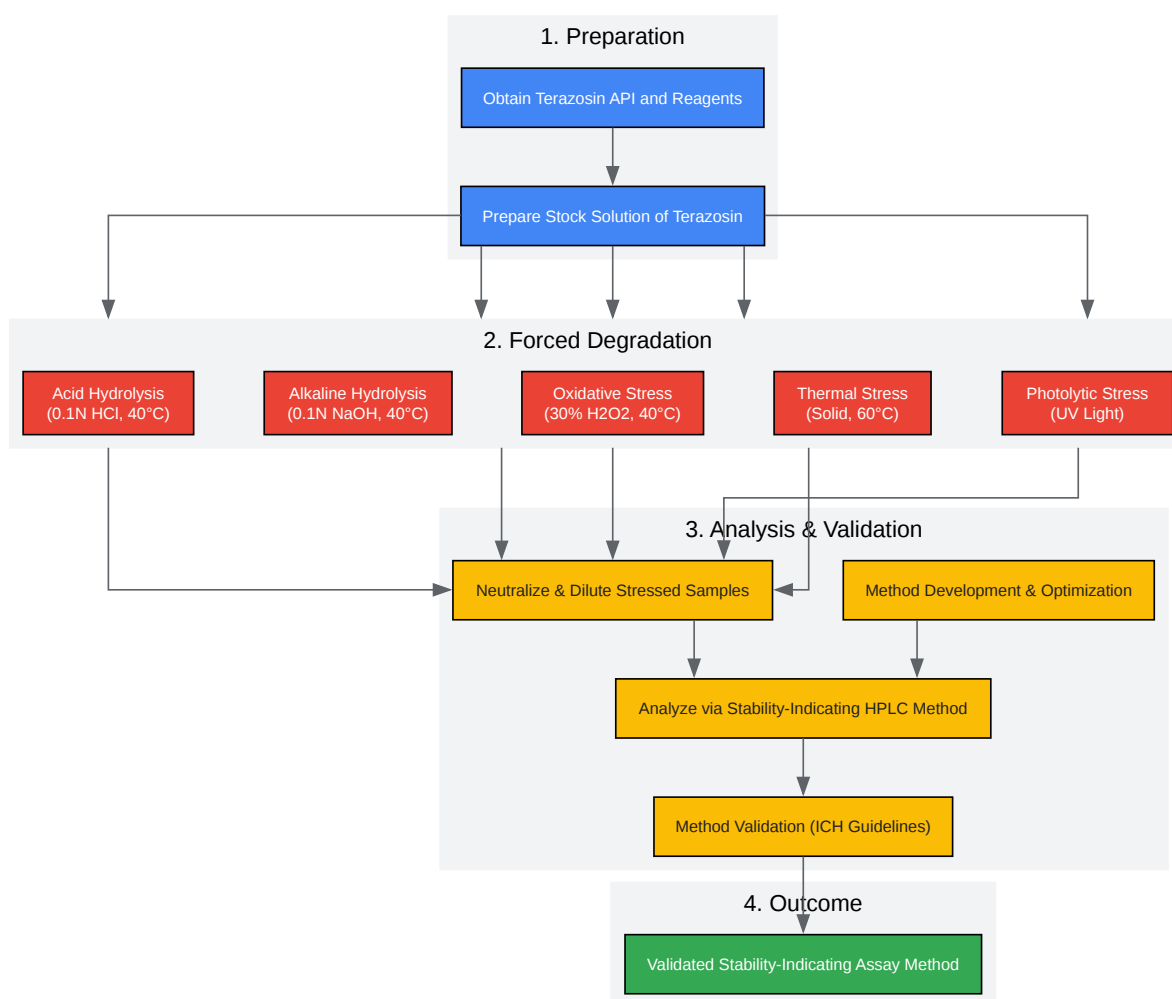 1. Preparation
Obtain Terazosin API and Reagents
Prepare Stock Solution of Terazosin
2. Forced Degradation
Acid Hydrolysis
(0.1N HCl, 40°C)
Alkaline Hydrolysis
(0.1N NaOH, 40°C)
Oxidative Stress
(30% H2O2, 40°C)
Thermal Stress
(Solid, 60°C)
Photolytic Stress
(UV Light)
3. Analysis & Validation
Neutralize & Dilute Stressed Samples
Method Development & Optimization
Analyze via Stability-Indicating HPLC Method
Method Validation (ICH Guidelines)
4. Outcome
Validated Stability-Indicating Assay Method